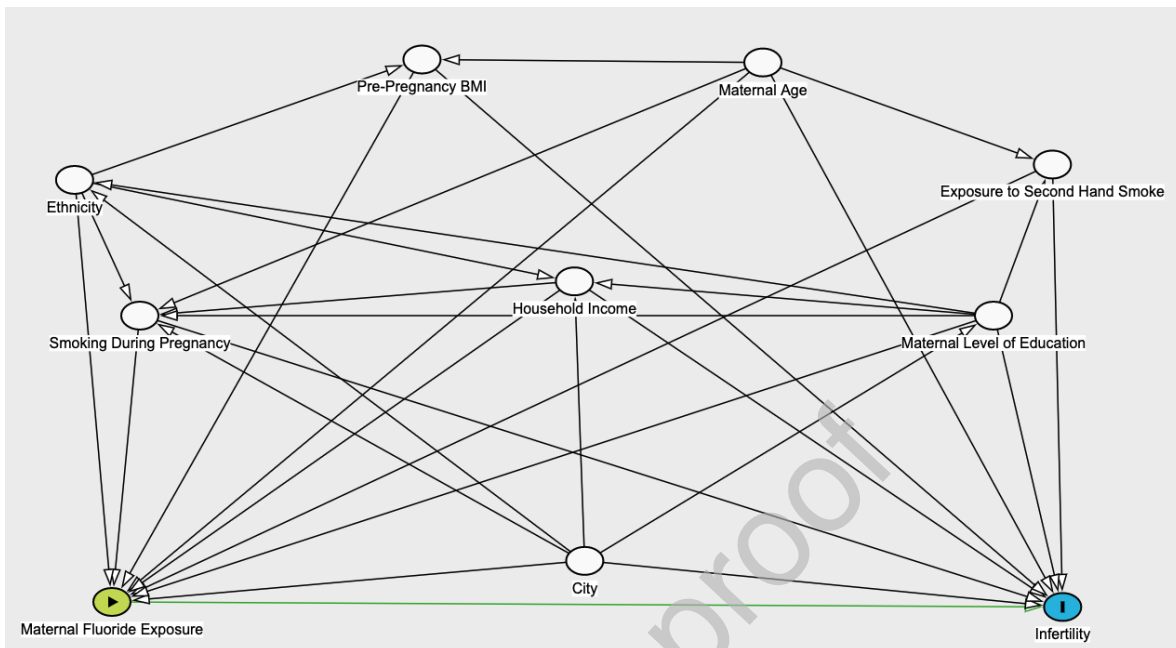 Pre-Pregnancy BMI
Maternal Age
Exposure to Second Hand Smoke
Ethnicity
Household Income
Smoking During Pregnancy
Maternal Level of Education
proof
City
Maternal Fluoride Exposure
Infertility